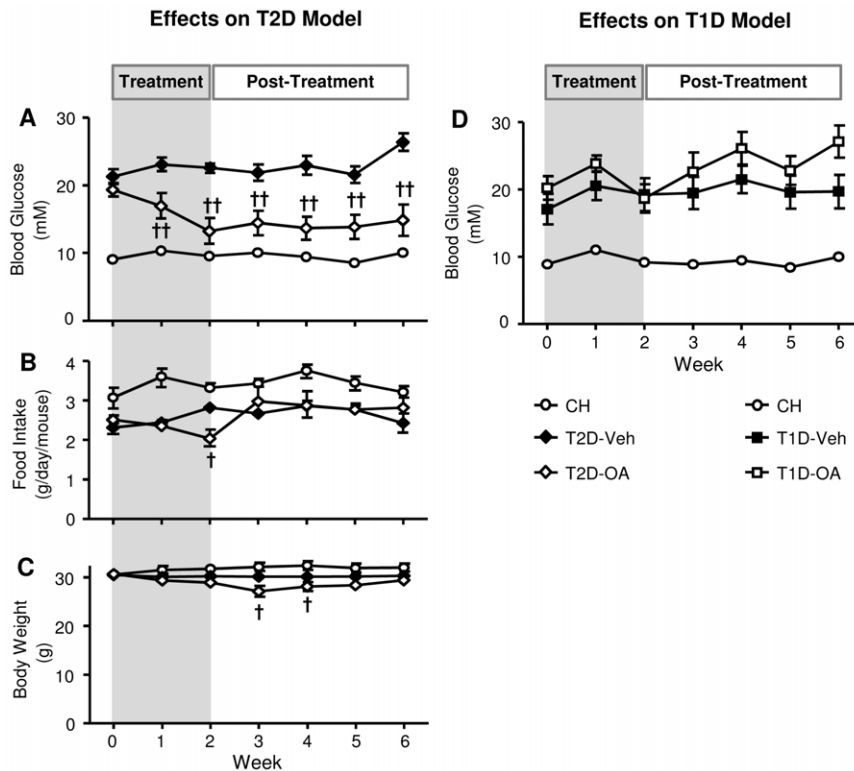 Effects on T2D Model
Effects on T1D Model
Treatment
Post-Treatment
A
Blood Glucose
(mM)
30
20
10
0
††
††
††
††
††
††
B
Food Intake
(g/day/mouse)
4
3
2
1
0
†
C
Body Weight
(g)
30
20
10
0
†
†
0 1 2 3 4 5 6
Week
Treatment
Post-Treatment
D
Blood Glucose
(mM)
30
20
10
0
0 1 2 3 4 5 6
Week
CH
T2D-Veh
T2D-OA
CH
T1D-Veh
T1D-OA